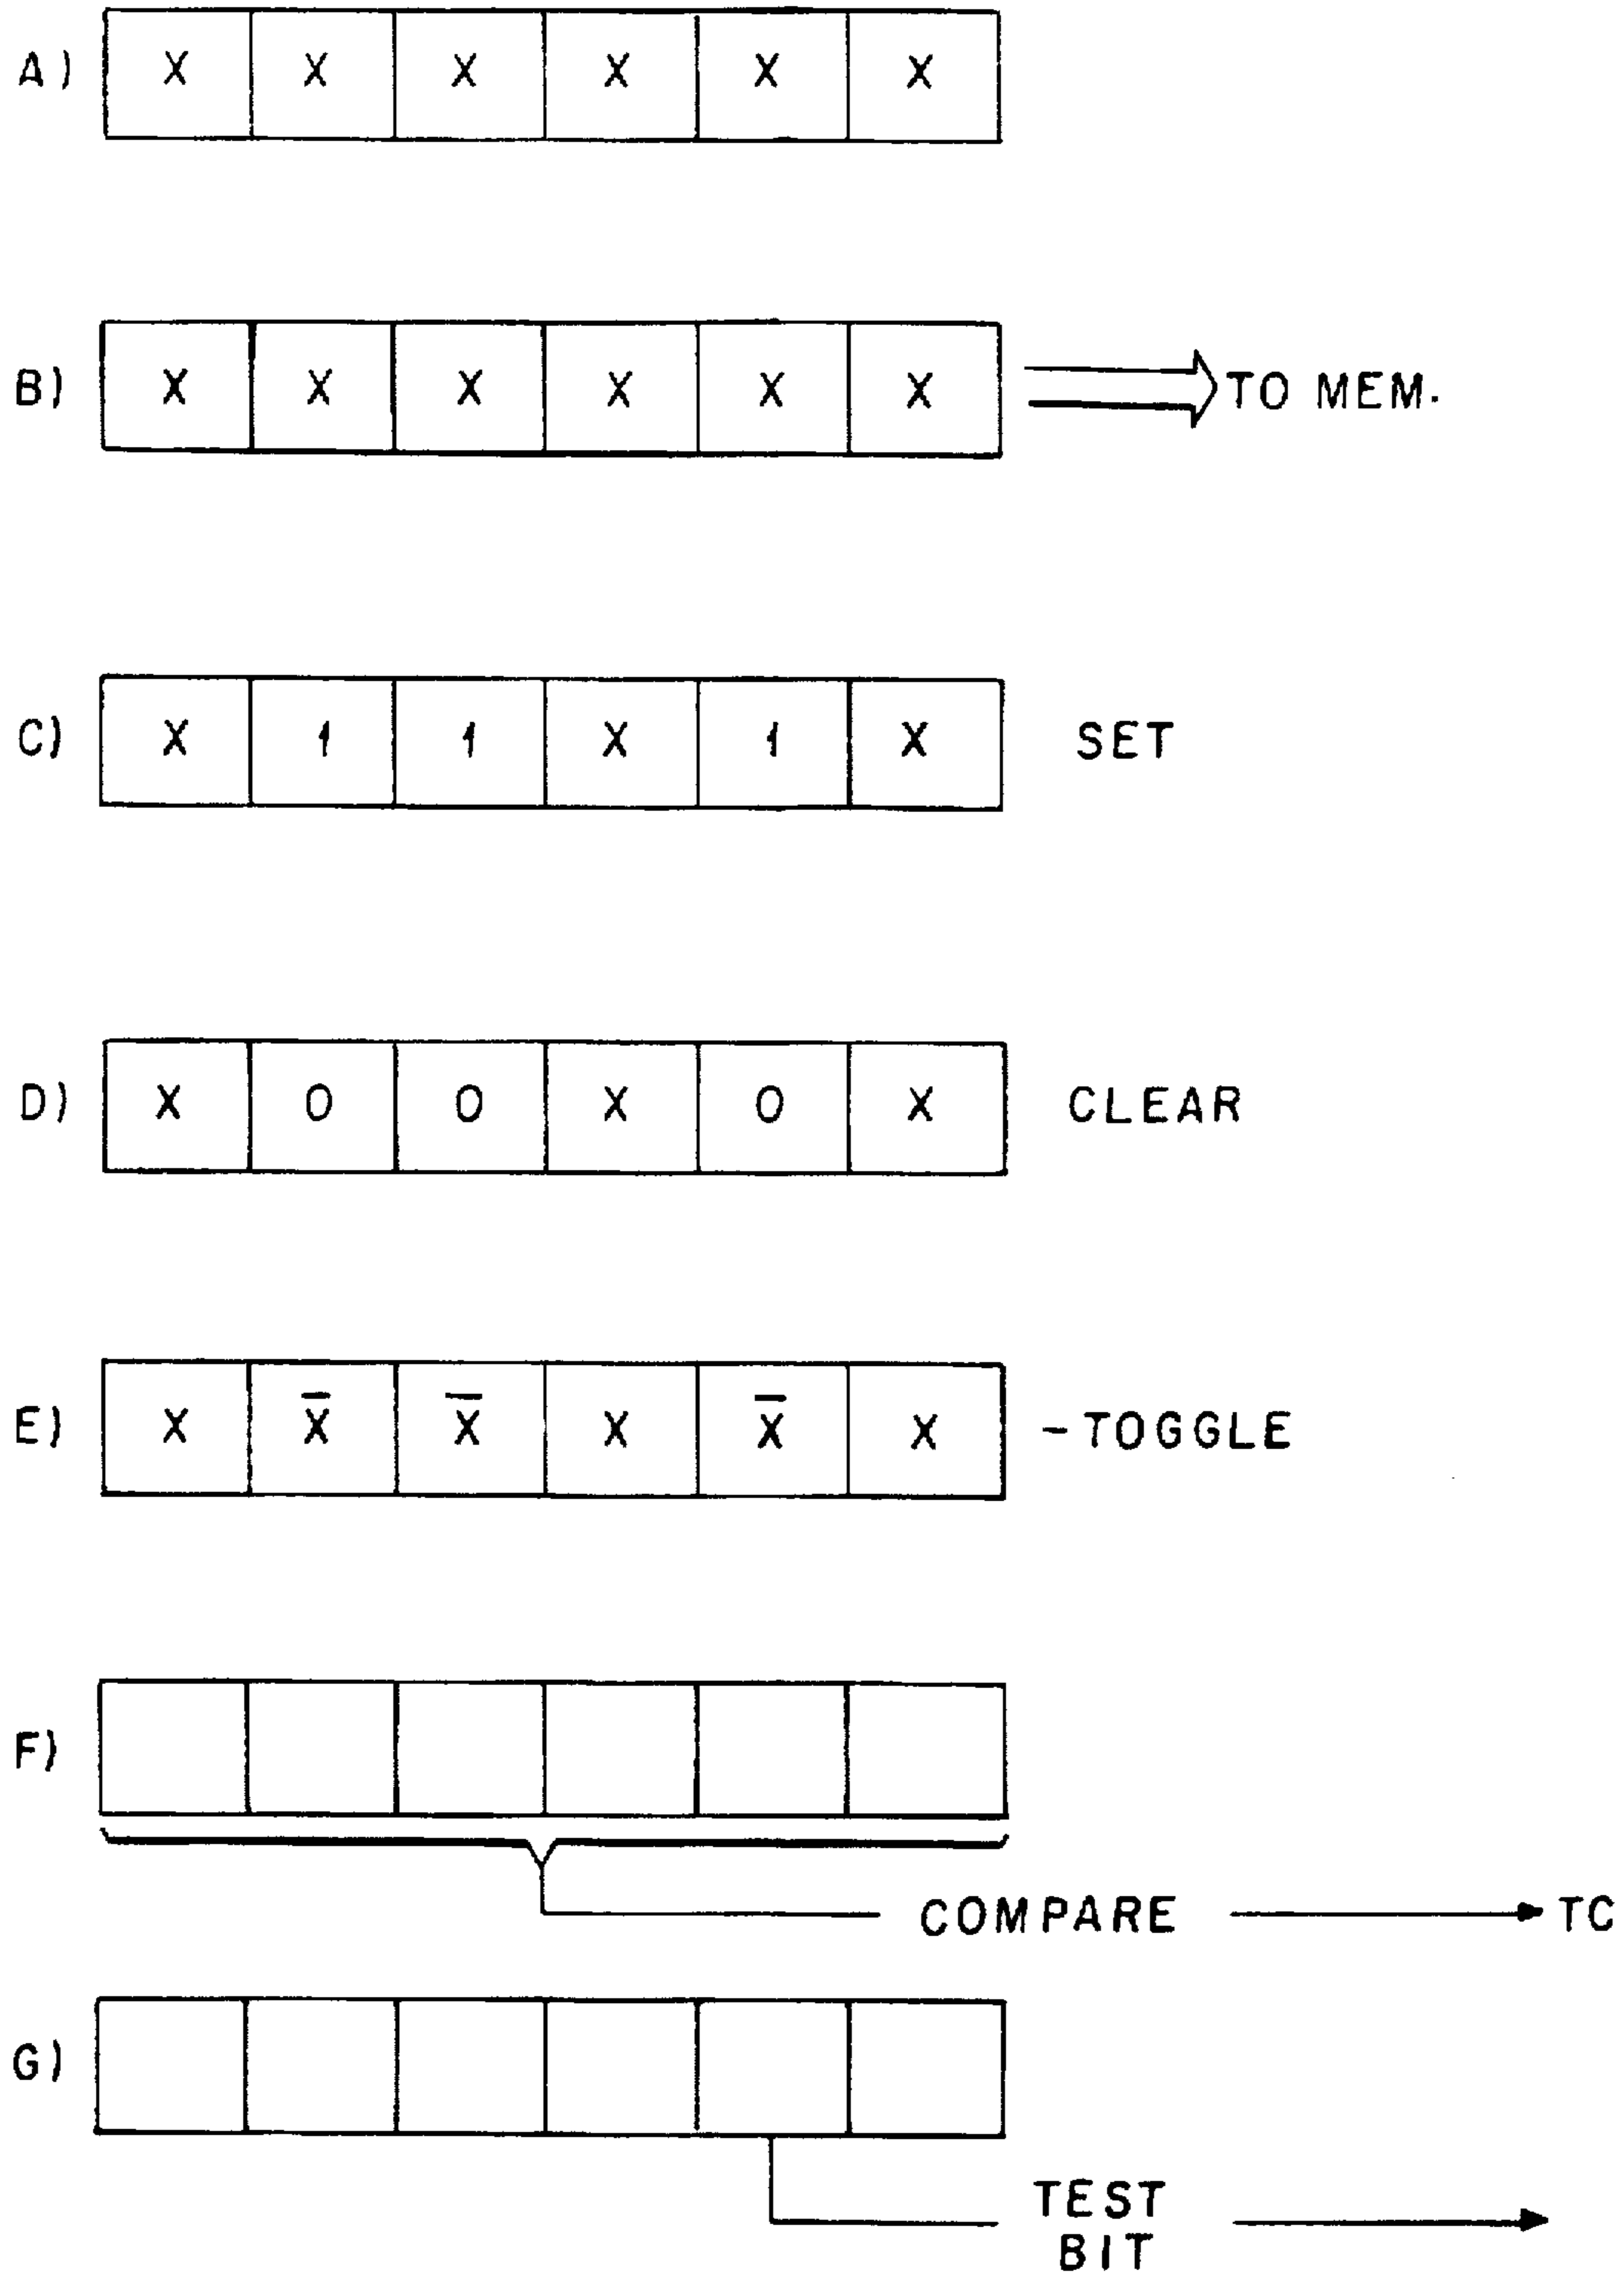 A) X X X X X X
B) X X X X X X TO MEM.
C) X 1 1 X 1 X SET
D) X 0 0 X 0 X CLEAR
E) X X̅ X̅ X X̅ X - TOGGLE
F)
COMPARE TC
G)
TEST
BIT